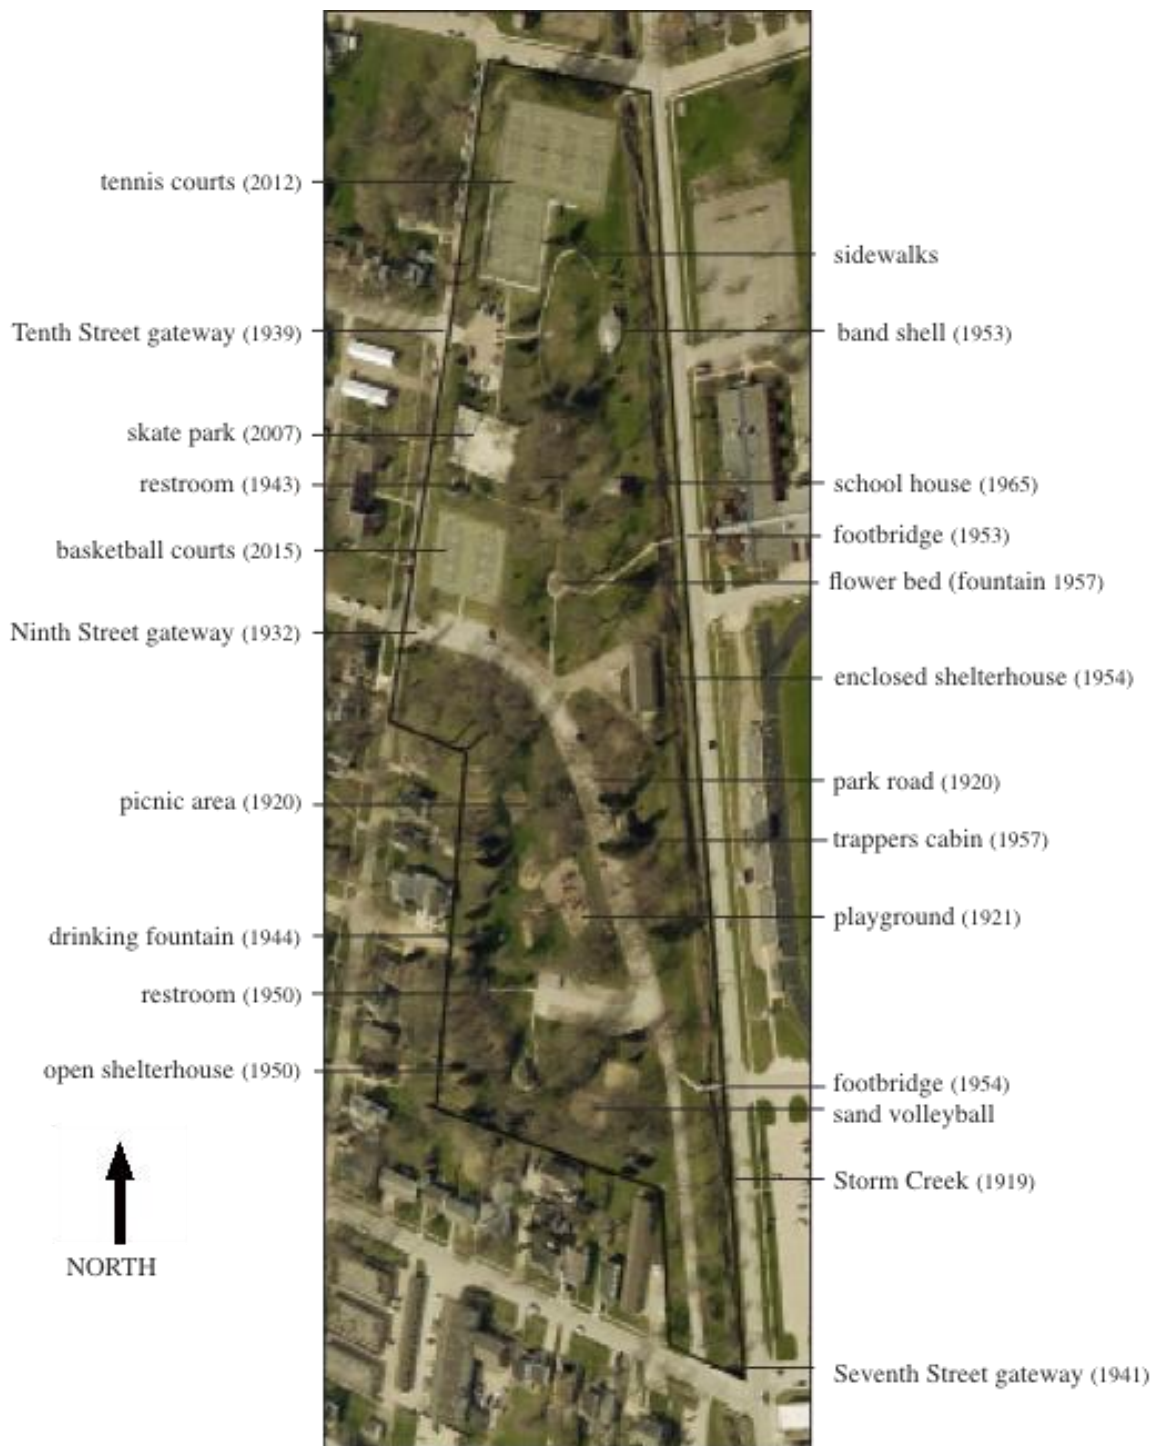 tennis courts (2012)
sidewalks
Tenth Street gateway (1939)
band shell (1953)
skate park (2007)
restroom (1943)
school house (1965)
footbridge (1953)
basketball courts (2015)
flower bed (fountain 1957)
Ninth Street gateway (1932)
enclosed shelterhouse (1954)
park road (1920)
picnic area (1920)
trappers cabin (1957)
playground (1921)
drinking fountain (1944)
restroom (1950)
open shelterhouse (1950)
footbridge (1954)
sand volleyball
Storm Creek (1919)
NORTH
Seventh Street gateway (1941)